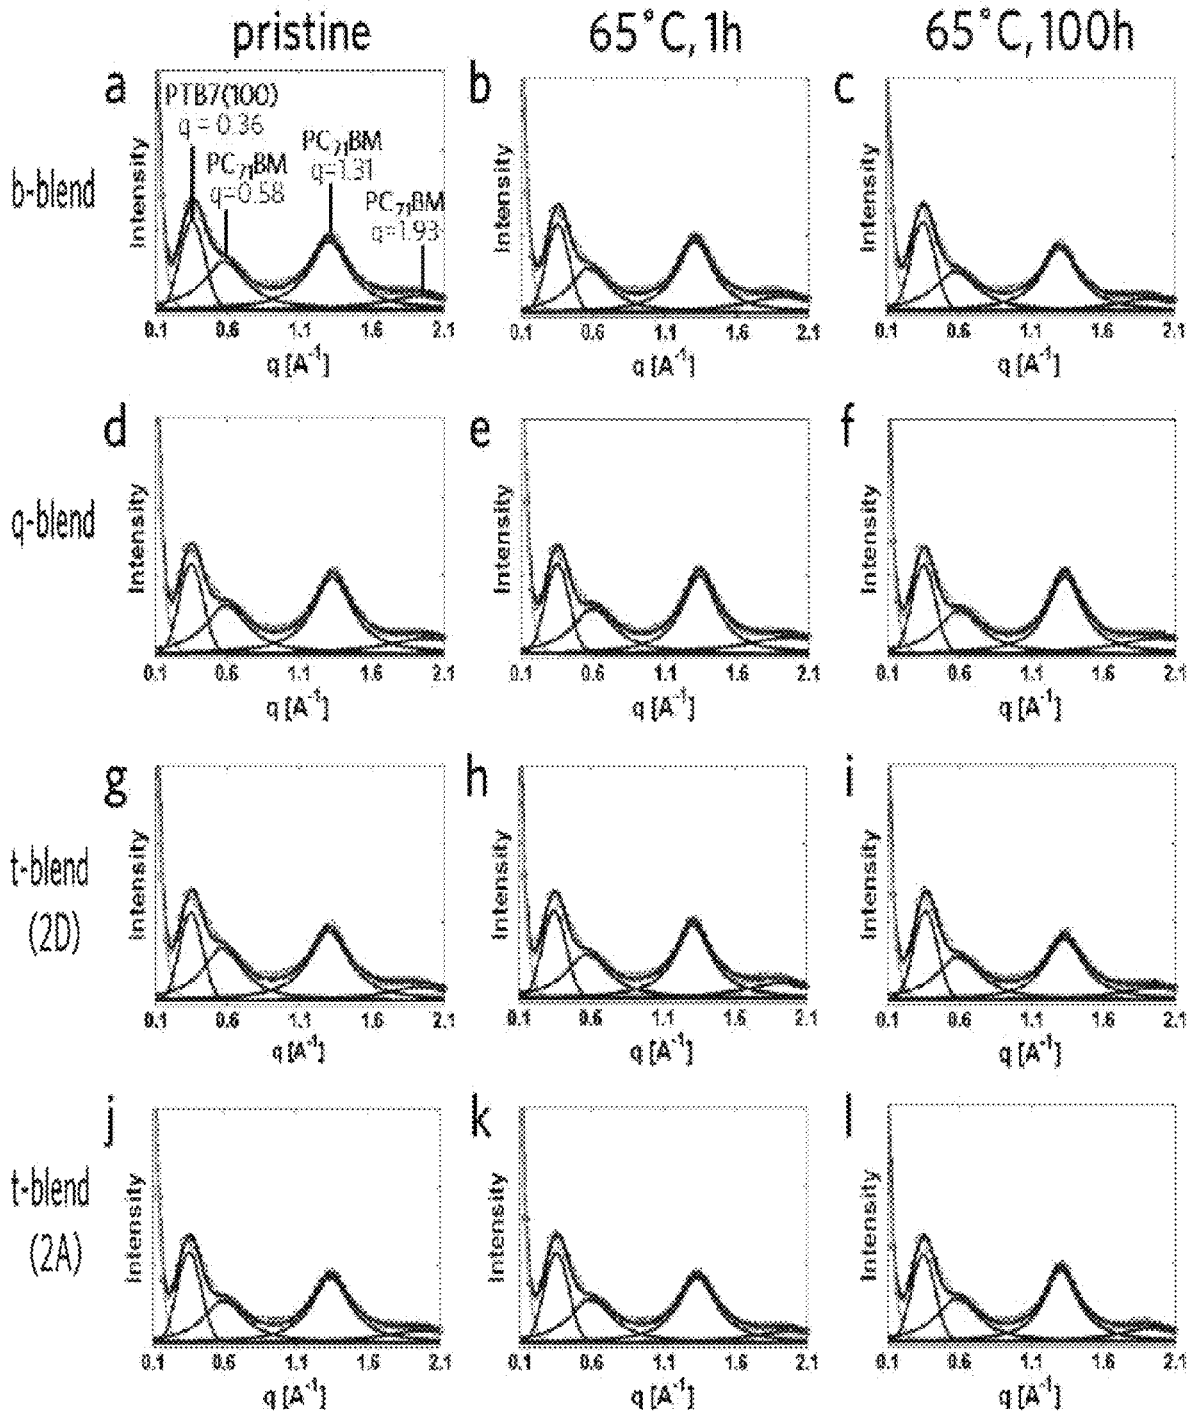 pristine 65°C, 1h 65°C, 100h
b-blend
a
PTB7(100)
q = 0.36
PC71BM
q=0.58
PC71BM
q=1.31
PC71BM
q=1.93
Intensity
0.1 0.6 1.1 1.6 2.1
q [A⁻¹]
b
Intensity
0.1 0.6 1.1 1.6 2.1
q [A⁻¹]
c
Intensity
0.1 0.6 1.1 1.6 2.1
q [A⁻¹]
q-blend
d
Intensity
0.1 0.6 1.1 1.6 2.1
q [A⁻¹]
e
Intensity
0.1 0.6 1.1 1.6 2.1
q [A⁻¹]
f
Intensity
0.1 0.6 1.1 1.6 2.1
q [A⁻¹]
t-blend
(2D)
g
Intensity
0.1 0.6 1.1 1.6 2.1
q [A⁻¹]
h
Intensity
0.1 0.6 1.1 1.6 2.1
q [A⁻¹]
i
Intensity
0.1 0.6 1.1 1.6 2.1
q [A⁻¹]
t-blend
(2A)
j
Intensity
0.1 0.6 1.1 1.6 2.1
q [A⁻¹]
k
Intensity
0.1 0.6 1.1 1.6 2.1
q [A⁻¹]
l
Intensity
0.1 0.6 1.1 1.6 2.1
q [A⁻¹]